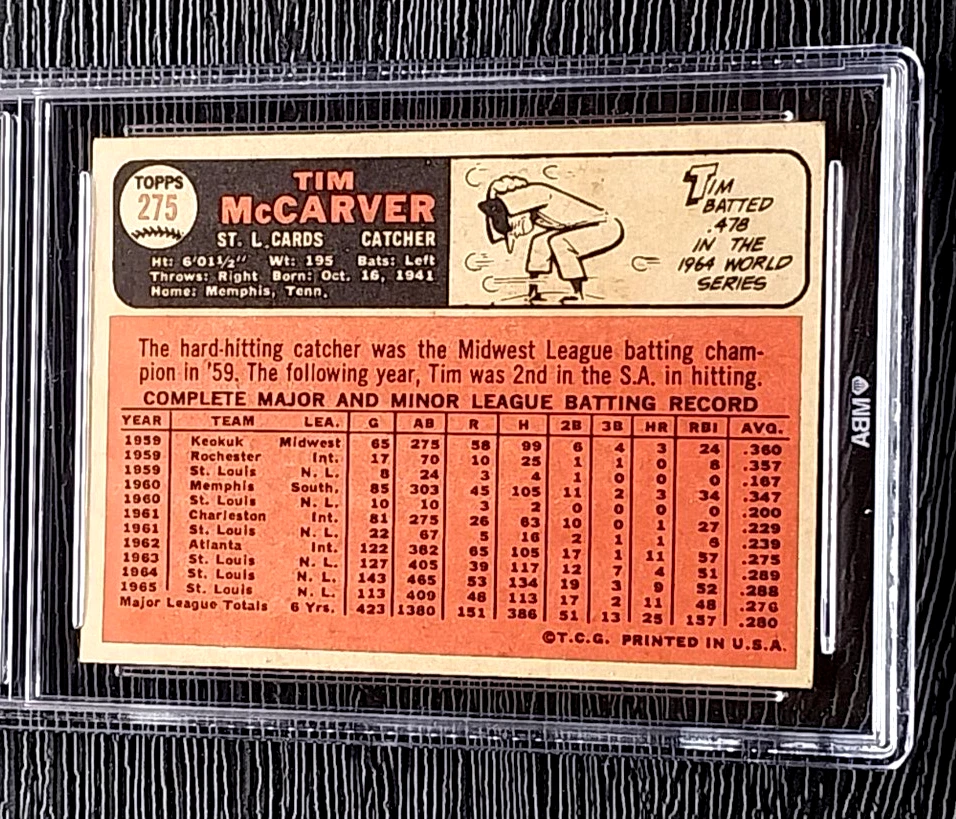 TOPPS
275
TIM
McCARVER
ST. L. CARDS CATCHER
Ht: 6'01½" Wt: 195 Bats: Left
Throws: Right Born: Oct. 16, 1941
Home: Memphis, Tenn.
TIM
BATTED
.478
IN THE
1964 WORLD
SERIES
The hard-hitting catcher was the Midwest League batting cham-
pion in '59. The following year, Tim was 2nd in the S.A. in hitting.
COMPLETE MAJOR AND MINOR LEAGUE BATTING RECORD
YEAR TEAM LEA. G AB R H 2B 3B HR RBI AVG.
1959 Keokuk Midwest 65 275 58 99 6 4 3 24 .360
1959 Rochester Int. 17 70 10 25 1 1 0 8 .357
1959 St. Louis N. L. 8 24 3 4 1 0 0 0 .167
1960 Memphis South. 85 303 45 105 11 2 3 34 .347
1960 St. Louis N. L. 10 10 3 2 0 0 0 0 .200
1961 Charleston Int. 81 275 26 63 10 0 1 27 .229
1961 St. Louis N. L. 22 67 5 16 2 1 1 6 .239
1962 Atlanta Int. 122 382 65 105 17 1 11 57 .275
1963 St. Louis N. L. 127 405 39 117 12 7 4 51 .289
1964 St. Louis N. L. 143 465 53 134 19 3 9 52 .288
1965 St. Louis N. L. 113 409 48 113 17 2 11 48 .276
Major League Totals 6 Yrs. 423 1380 151 386 51 13 25 157 .280
©T.C.G. PRINTED IN U.S.A.
MBA